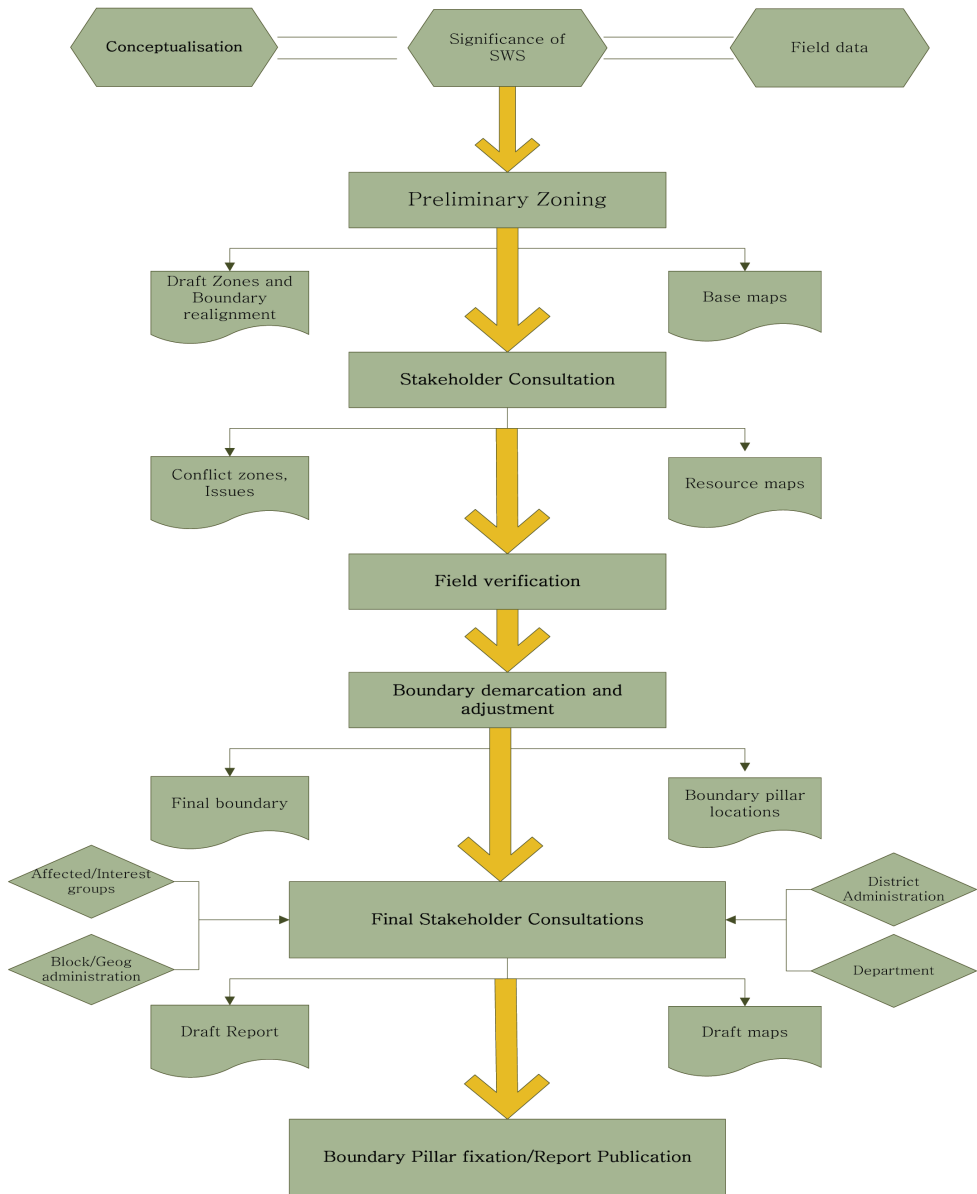 Conceptualisation
Significance of
SWS
Field data
Preliminary Zoning
Draft Zones and
Boundary
realignment
Base maps
Stakeholder Consultation
Conflict zones,
Issues
Resource maps
Field verification
Boundary demarcation and
adjustment
Final boundary
Boundary pillar
locations
Affected/Interest
groups
District
Administration
Final Stakeholder Consultations
Block/Geog
administration
Department
Draft Report
Draft maps
Boundary Pillar fixation/Report Publication